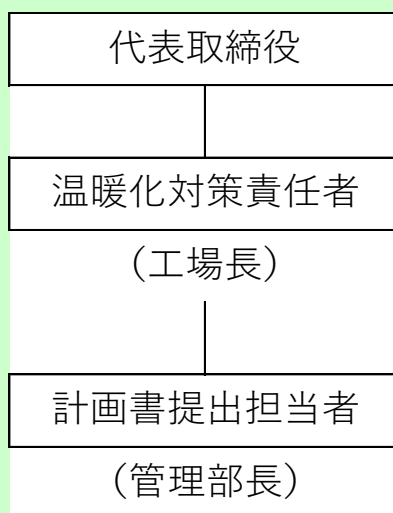 代表取締役
温暖化対策責任者
（工場長）
計画書提出担当者
（管理部長）